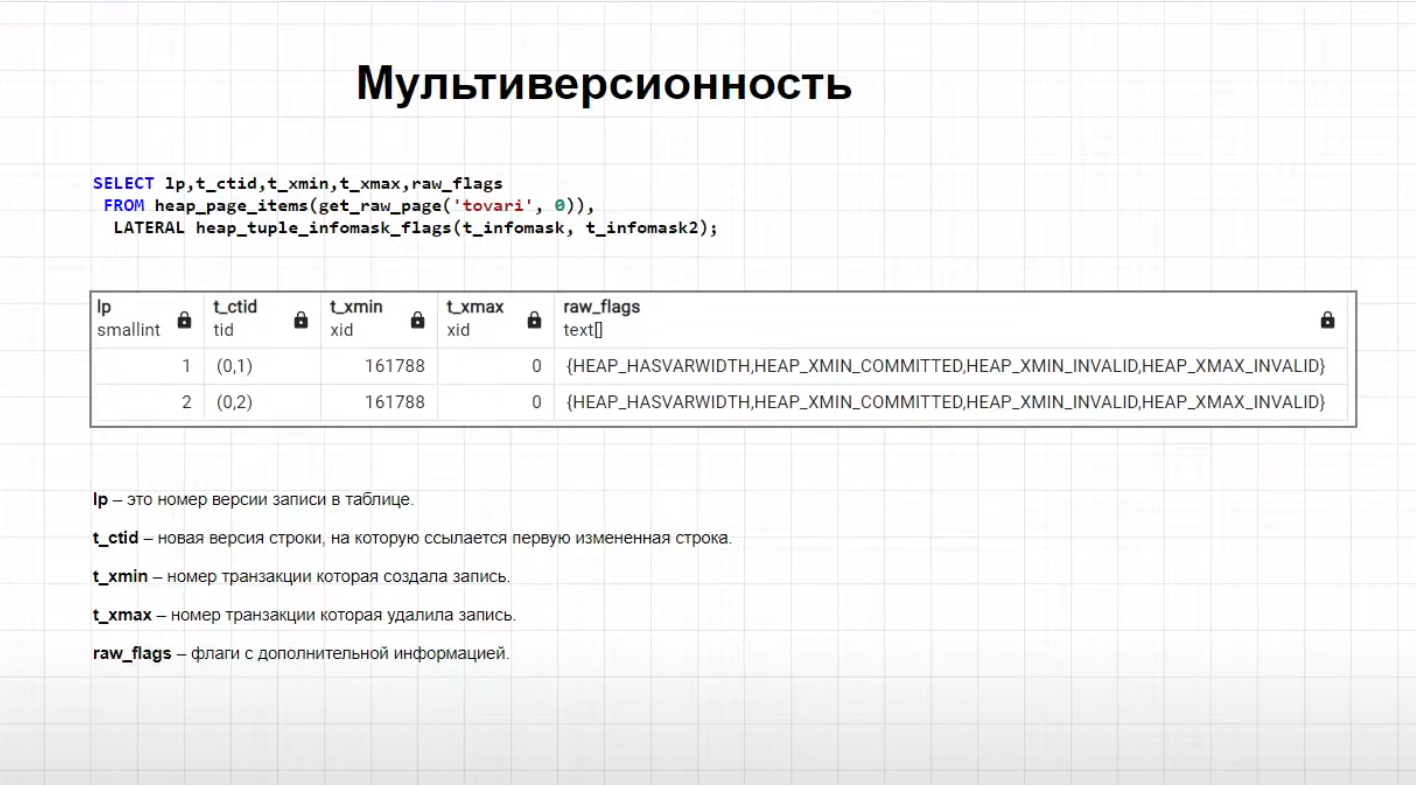 Мультиверсионность
SELECT lp,t_ctid,t_xmin,t_xmax,raw_flags
FROM heap_page_items(get_raw_page('tovari', 0)),
LATERAL heap_tuple_infomask_flags(t_infomask, t_infomask2);
lp t_ctid t_xmin t_xmax raw_flags
smallint tid xid xid text[]
1 (0,1) 161788 0 {HEAP_HASVARWIDTH,HEAP_XMIN_COMMITTED,HEAP_XMIN_INVALID,HEAP_XMAX_INVALID}
2 (0,2) 161788 0 {HEAP_HASVARWIDTH,HEAP_XMIN_COMMITTED,HEAP_XMIN_INVALID,HEAP_XMAX_INVALID}
lp – это номер версии записи в таблице.
t_ctid – новая версия строки, на которую ссылается первую измененная строка.
t_xmin – номер транзакции которая создала запись.
t_xmax – номер транзакции которая удалила запись.
raw_flags – флаги с дополнительной информацией.